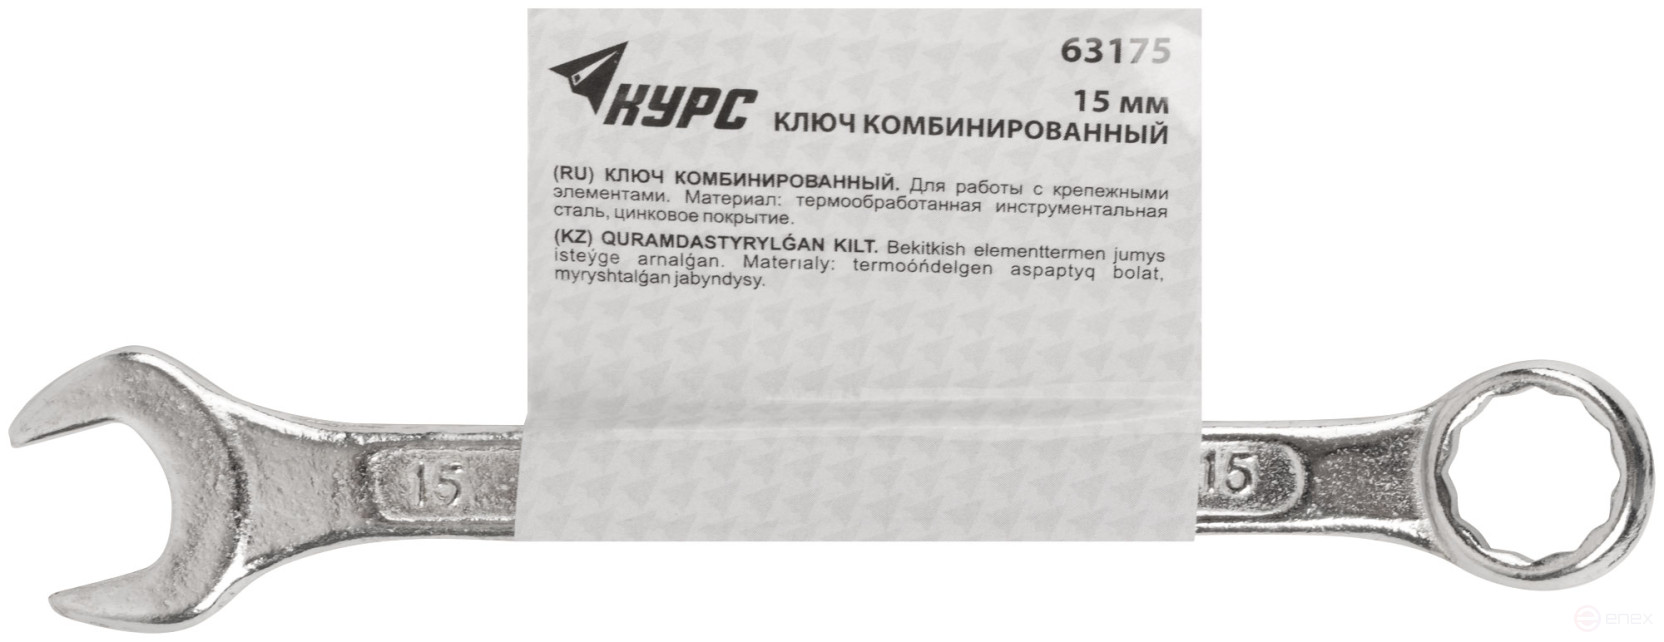 КУРС
63175
15 мм
КЛЮЧ КОМБИНИРОВАННЫЙ
(RU) КЛЮЧ КОМБИНИРОВАННЫЙ. Для работы с крепежными
элементами. Материал: термообработанная инструментальная
сталь, цинковое покрытие.
(KZ) QURAMDASTYRYLǴAN KILT. Bekitkish elementtermen jumys
isteýge arnalǵan. Materıaly: termoóńdelgen aspaptyq bolat,
myryshtalǵan jabyndysy.
15
15
enex